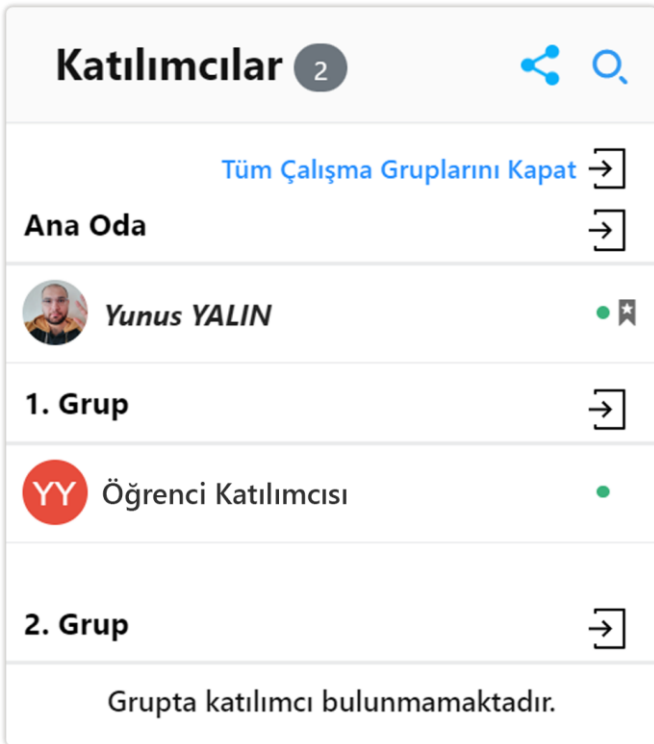 Katılımcılar 2
Tüm Çalışma Gruplarını Kapat
Ana Oda
Yunus YALIN
1. Grup
YY Öğrenci Katılımcısı
2. Grup
Grupta katılımcı bulunmamaktadır.